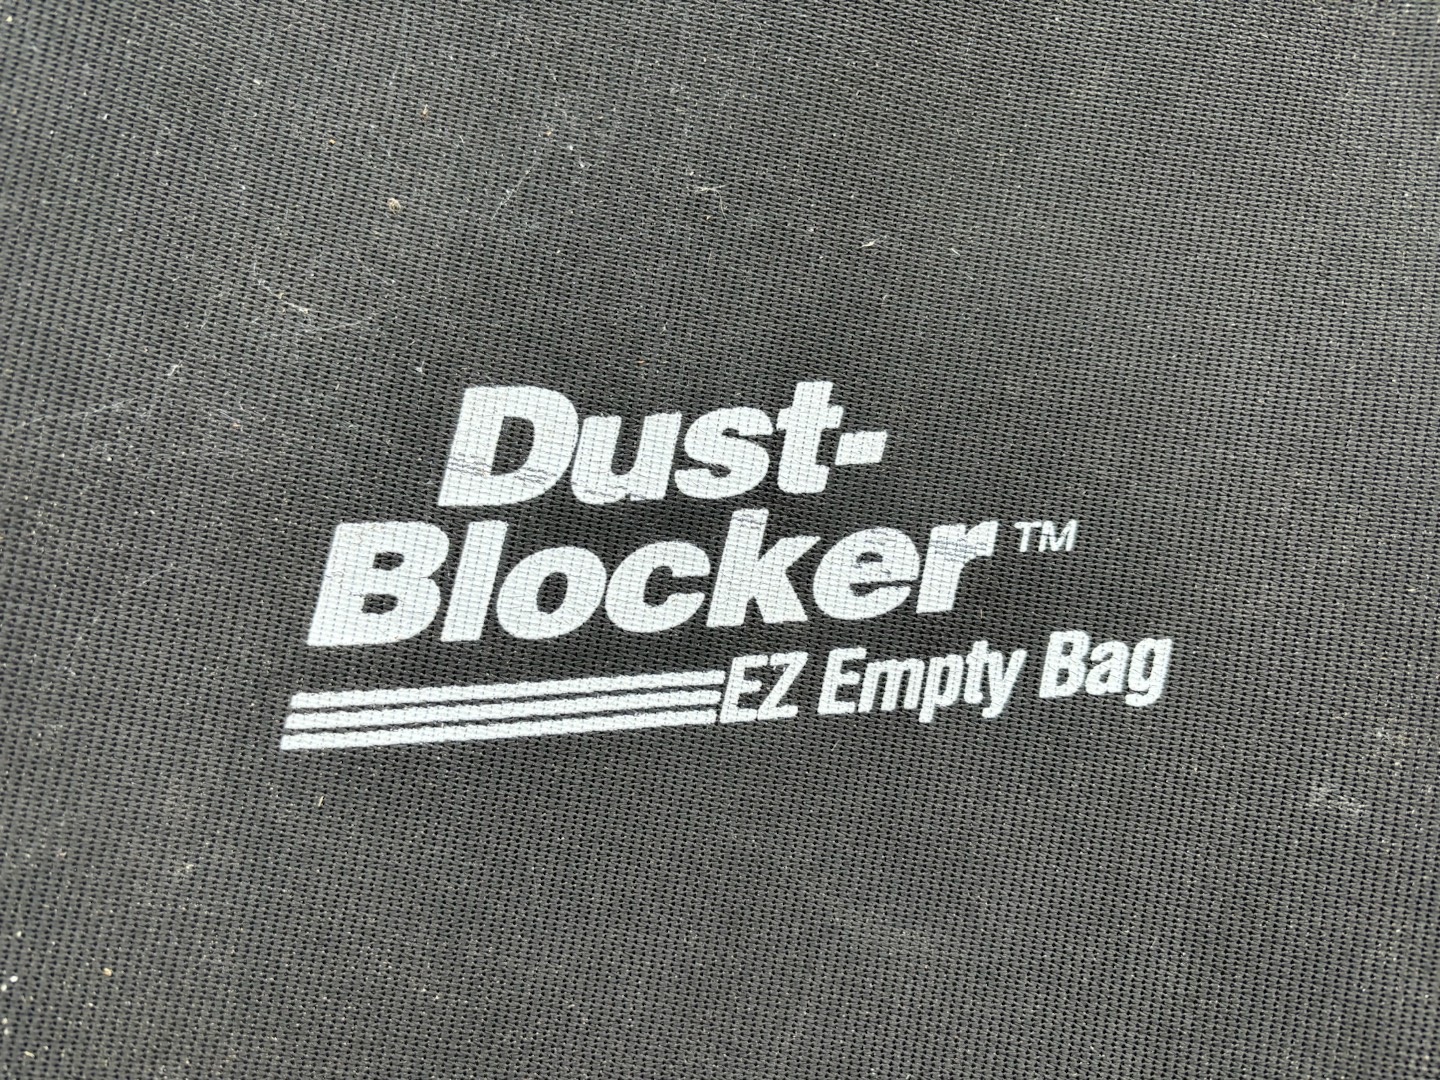 Dust-
Blocker™
EZ Empty Bag